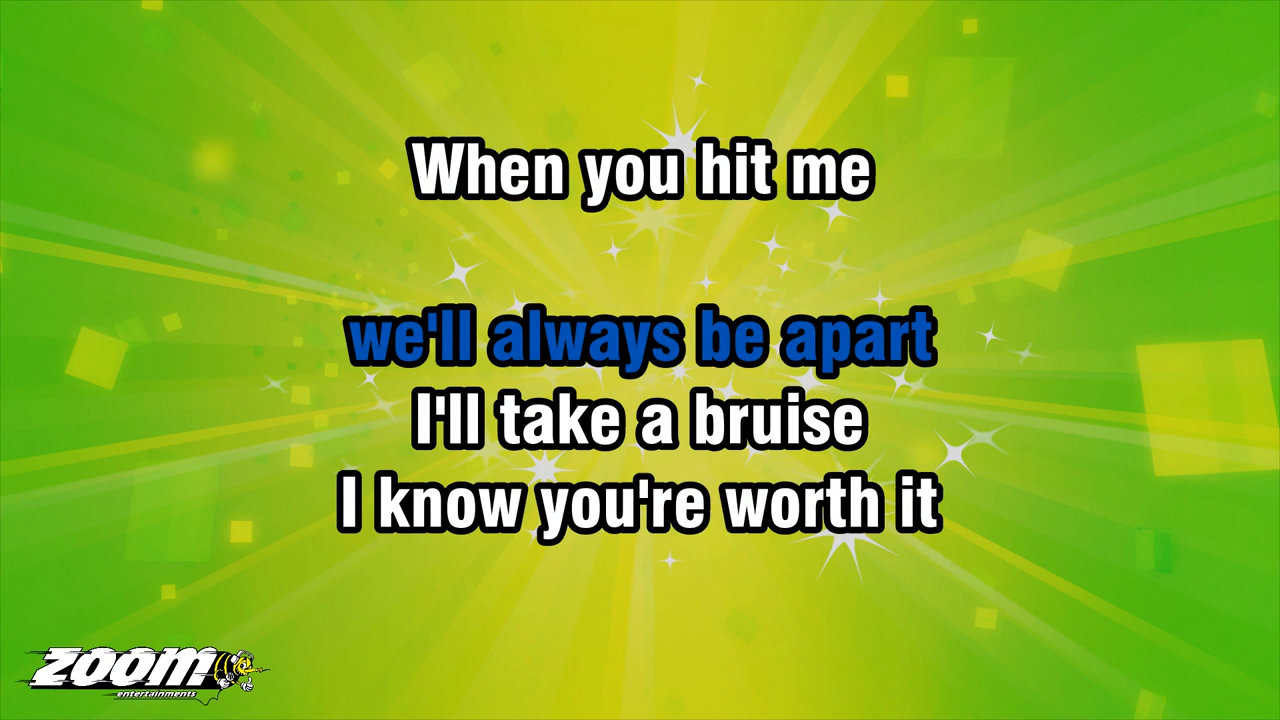 When you hit me
we'll always be apart
I'll take a bruise
I know you're worth it
ZOOM
entertainments